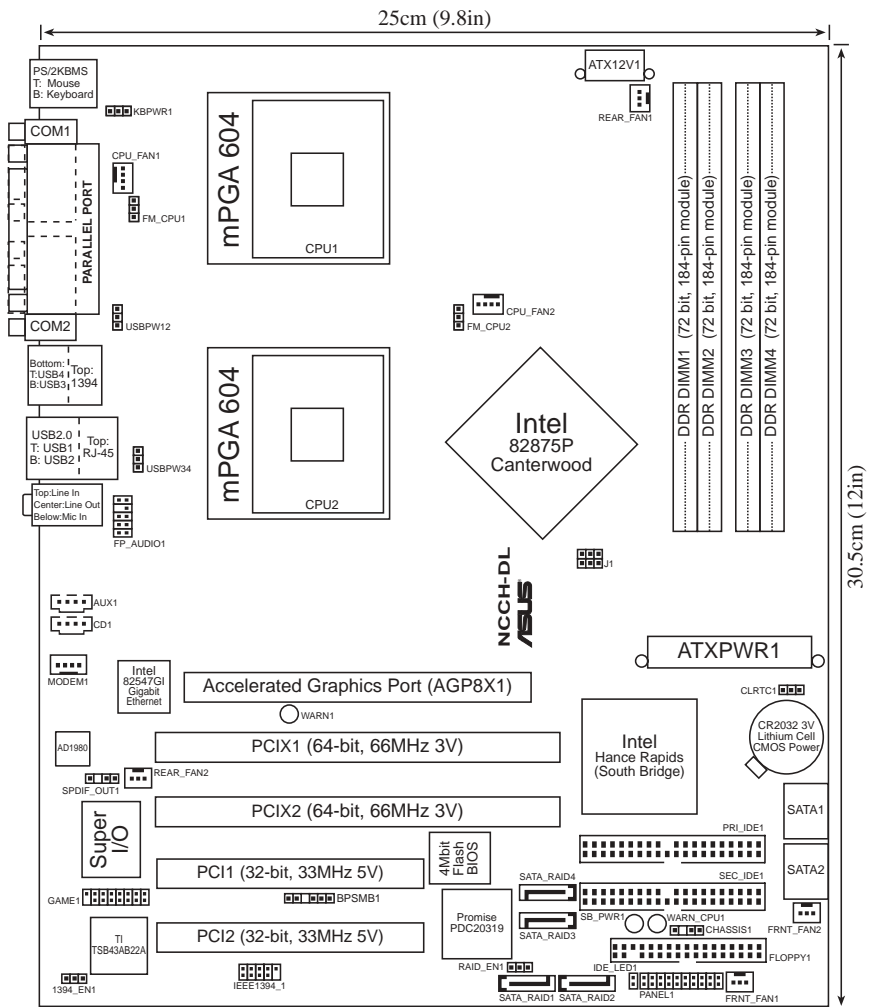 25cm (9.8in)
30.5cm (12in)
PS/2KBMS
T: Mouse
B: Keyboard
KBPWR1
COM1
CPU_FAN1
FM_CPU1
PARALLEL PORT
COM2
USBPW12
Bottom:
T:USB4
B:USB3
Top:
1394
USB2.0
T: USB1
B: USB2
Top:
RJ-45
USBPW34
Top:Line In
Center:Line Out
Below:Mic In
FP_AUDIO1
mPGA 604
CPU1
mPGA 604
CPU2
ATX12V1
REAR_FAN1
CPU_FAN2
FM_CPU2
Intel
82875P
Canterwood
DDR DIMM1 (72 bit, 184-pin module)
DDR DIMM2 (72 bit, 184-pin module)
DDR DIMM3 (72 bit, 184-pin module)
DDR DIMM4 (72 bit, 184-pin module)
J1
NCCH-DL
ASUS
AUX1
CD1
MODEM1
Intel
82547GI
Gigabit
Ethernet
Accelerated Graphics Port (AGP8X1)
WARN1
ATXPWR1
CLRTC1
CR2032 3V
Lithium Cell
CMOS Power
AD1980
PCIX1 (64-bit, 66MHz 3V)
Intel
Hance Rapids
(South Bridge)
SPDIF_OUT1
REAR_FAN2
PCIX2 (64-bit, 66MHz 3V)
SATA1
Super
I/O
4Mbit
Flash
BIOS
PRI_IDE1
SATA2
PCI1 (32-bit, 33MHz 5V)
SATA_RAID4
SEC_IDE1
GAME1
BPSMB1
Promise
PDC20319
SB_PWR1
WARN_CPU1
CHASSIS1
FRNT_FAN2
TI
TSB43AB22A
PCI2 (32-bit, 33MHz 5V)
SATA_RAID3
FLOPPY1
RAID_EN1
IDE_LED1
1394_EN1
IEEE1394_1
SATA_RAID1
SATA_RAID2
PANEL1
FRNT_FAN1